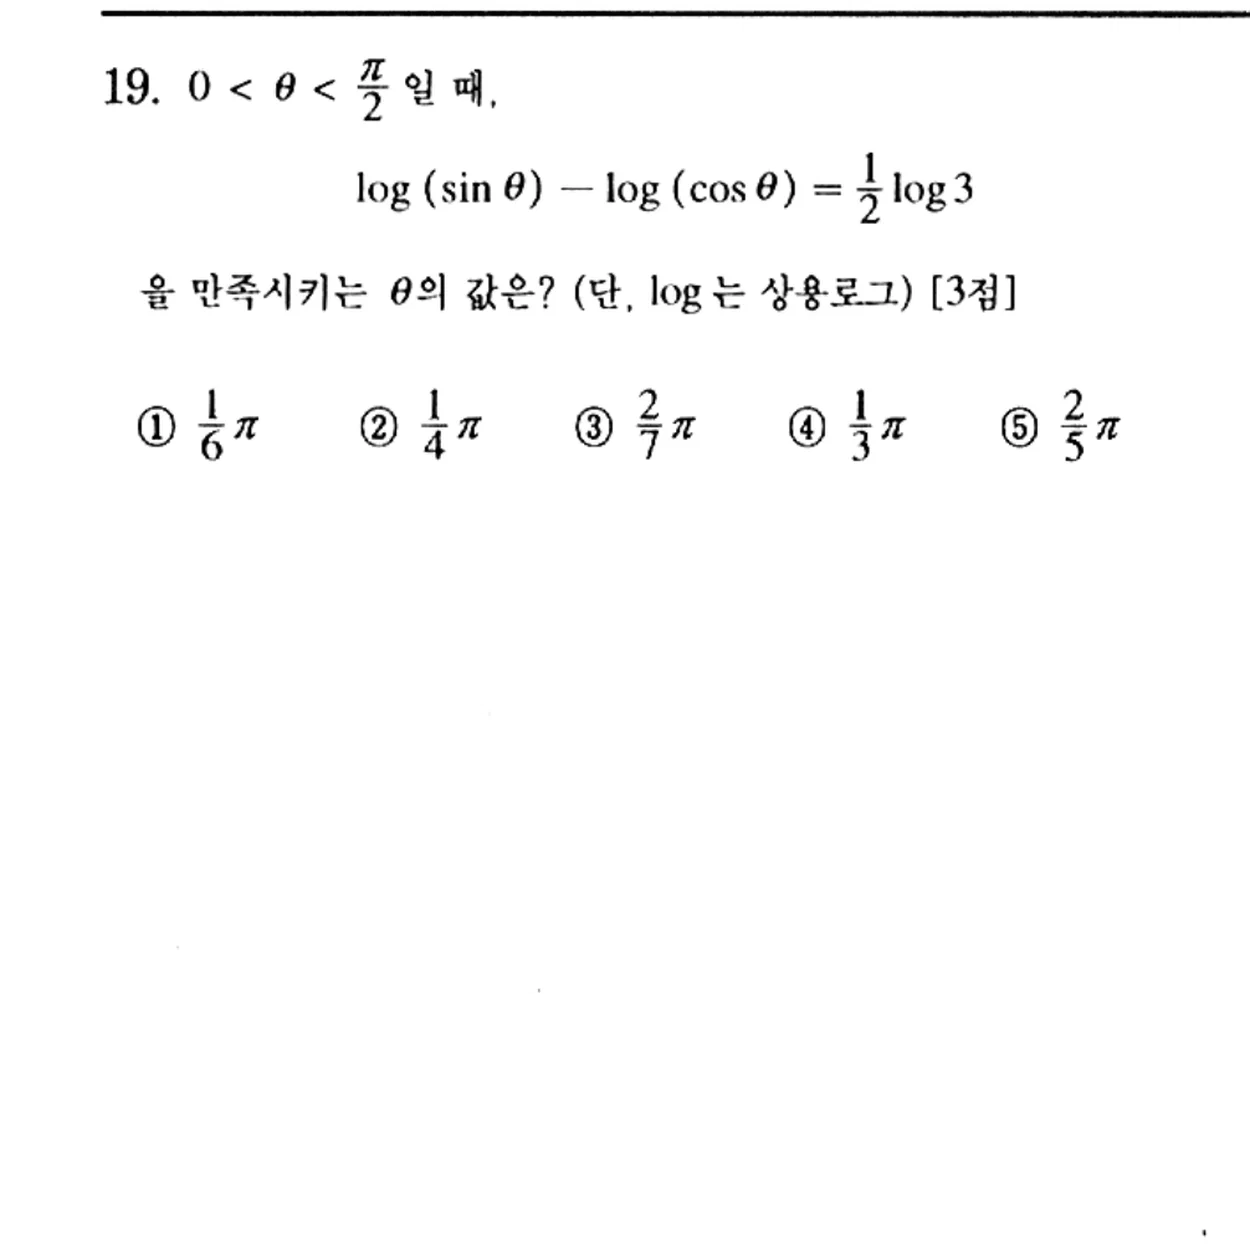 19. 0 < θ < π/2 일 때,
log (sin θ) − log (cos θ) = 1/2 log 3
을 만족시키는 θ의 값은? (단, log 는 상용로그) [3점]
① 1/6 π ② 1/4 π ③ 2/7 π ④ 1/3 π ⑤ 2/5 π